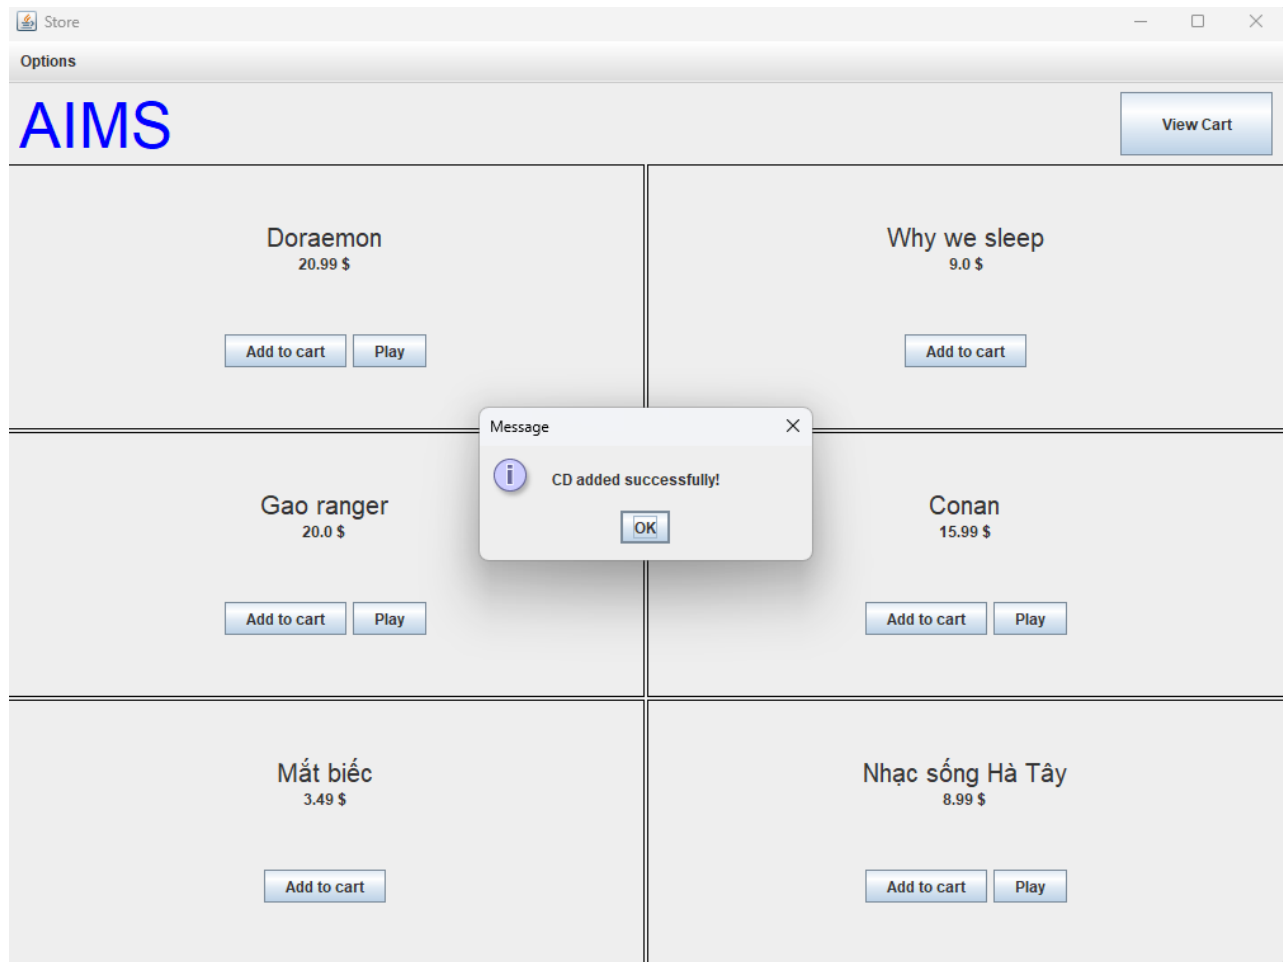 Store
Options
AIMS
View Cart
Doraemon
20.99 $
Add to cart
Play
Why we sleep
9.0 $
Add to cart
Message
i
CD added successfully!
OK
Gao ranger
20.0 $
Add to cart
Play
Conan
15.99 $
Add to cart
Play
Mắt biếc
3.49 $
Add to cart
Nhạc sống Hà Tây
8.99 $
Add to cart
Play